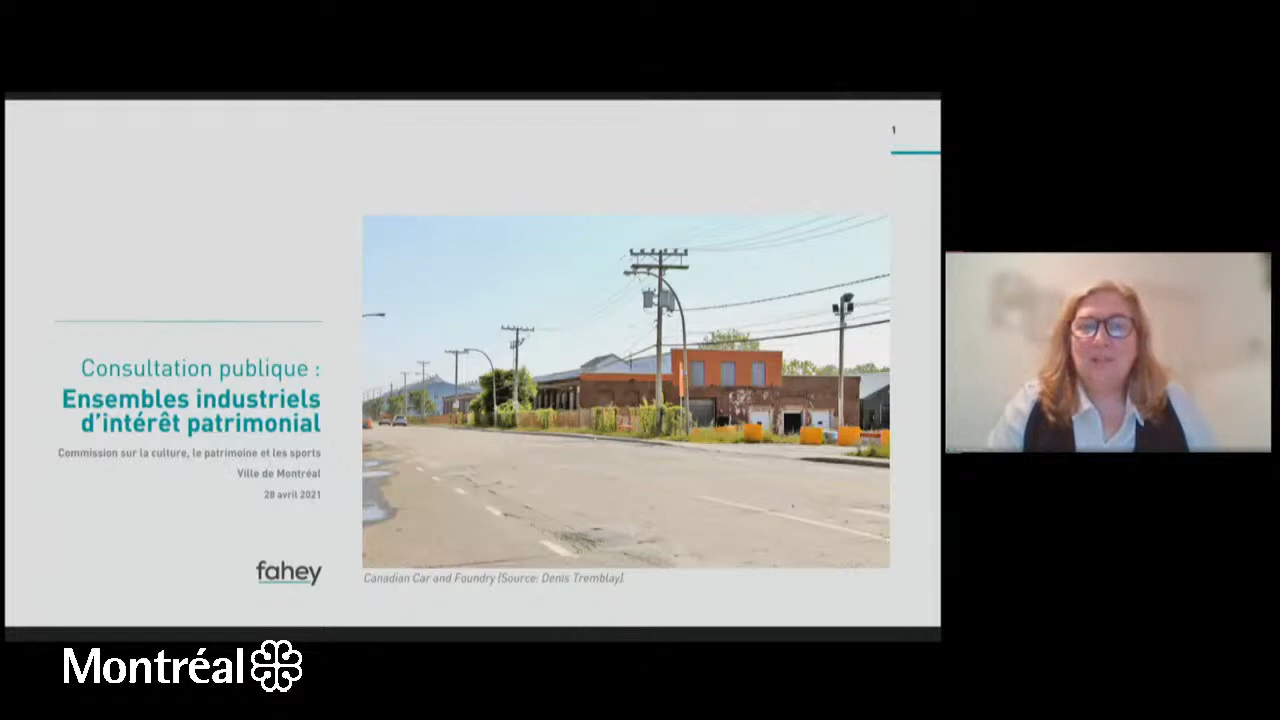 1
Consultation publique :
Ensembles industriels
d'intérêt patrimonial
Commission sur la culture, le patrimoine et les sports
Ville de Montréal
28 avril 2021
fahey
Canadian Car and Foundry (Source: Denis Tremblay).
Montréal